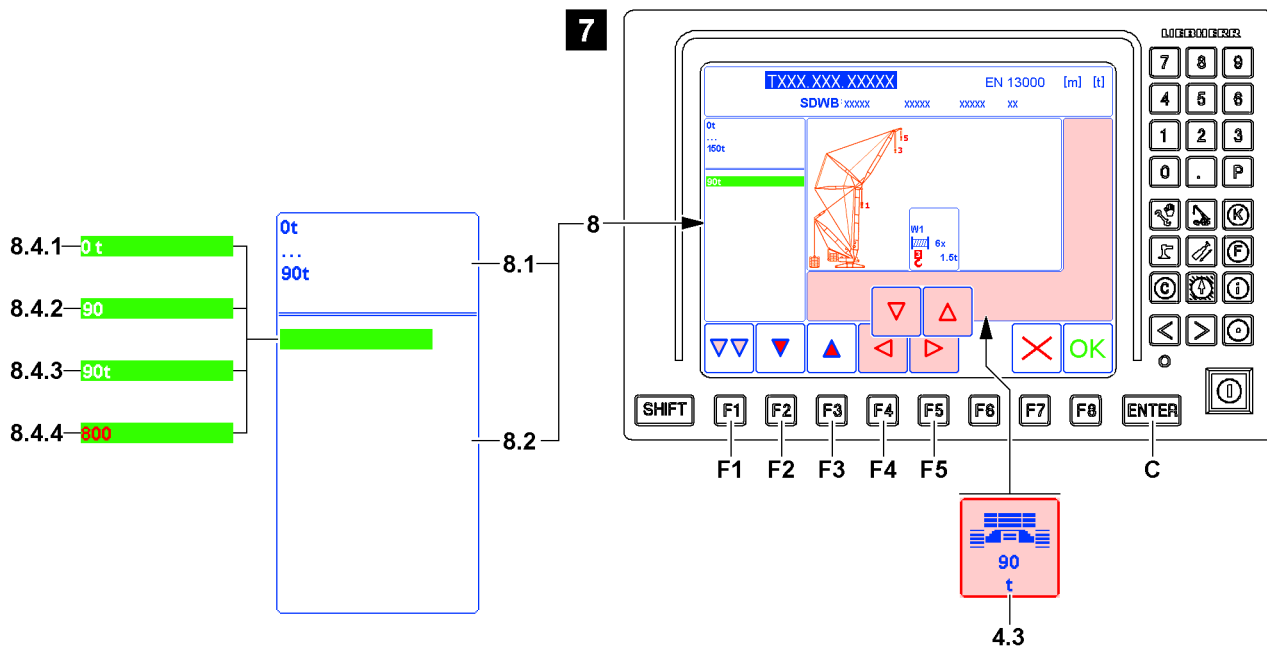 7
LIEBHERR
TXXX.XXX.XXXXX EN 13000 [m] [t]
SDWB: xxxxx xxxxx xxxxx xx
0t
...
150t
90t
5
3
1
W1
6x
1.5t
OK
7 8 9
4 5 6
1 2 3
0 . P
K
F
C i
SHIFT F1 F2 F3 F4 F5 F6 F7 F8 ENTER
F1 F2 F3 F4 F5 C
90
t
4.3
8
8.1
8.2
0t
...
90t
8.4.1 0 t
8.4.2 90
8.4.3 90t
8.4.4 800